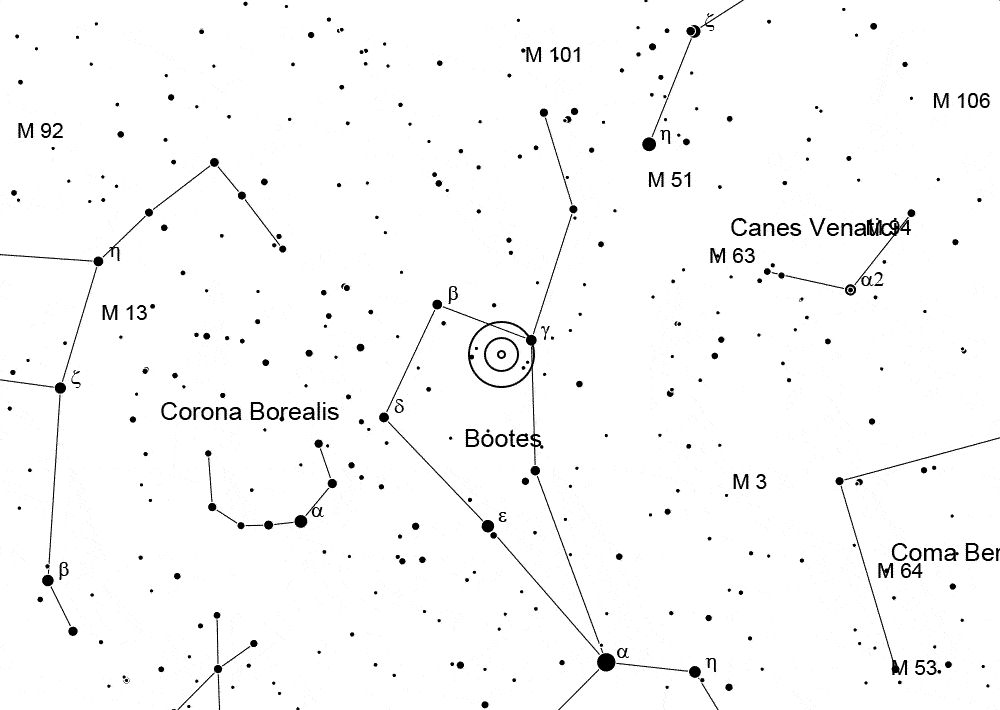 ζ
M 101
M 106
M 92
η
M 51
Canes Venatici
M 94
η
M 63
α2
β
M 13
γ
ζ
δ
Corona Borealis
Bootes
M 3
α
ε
Coma Ber
M 64
β
α
η
M 53